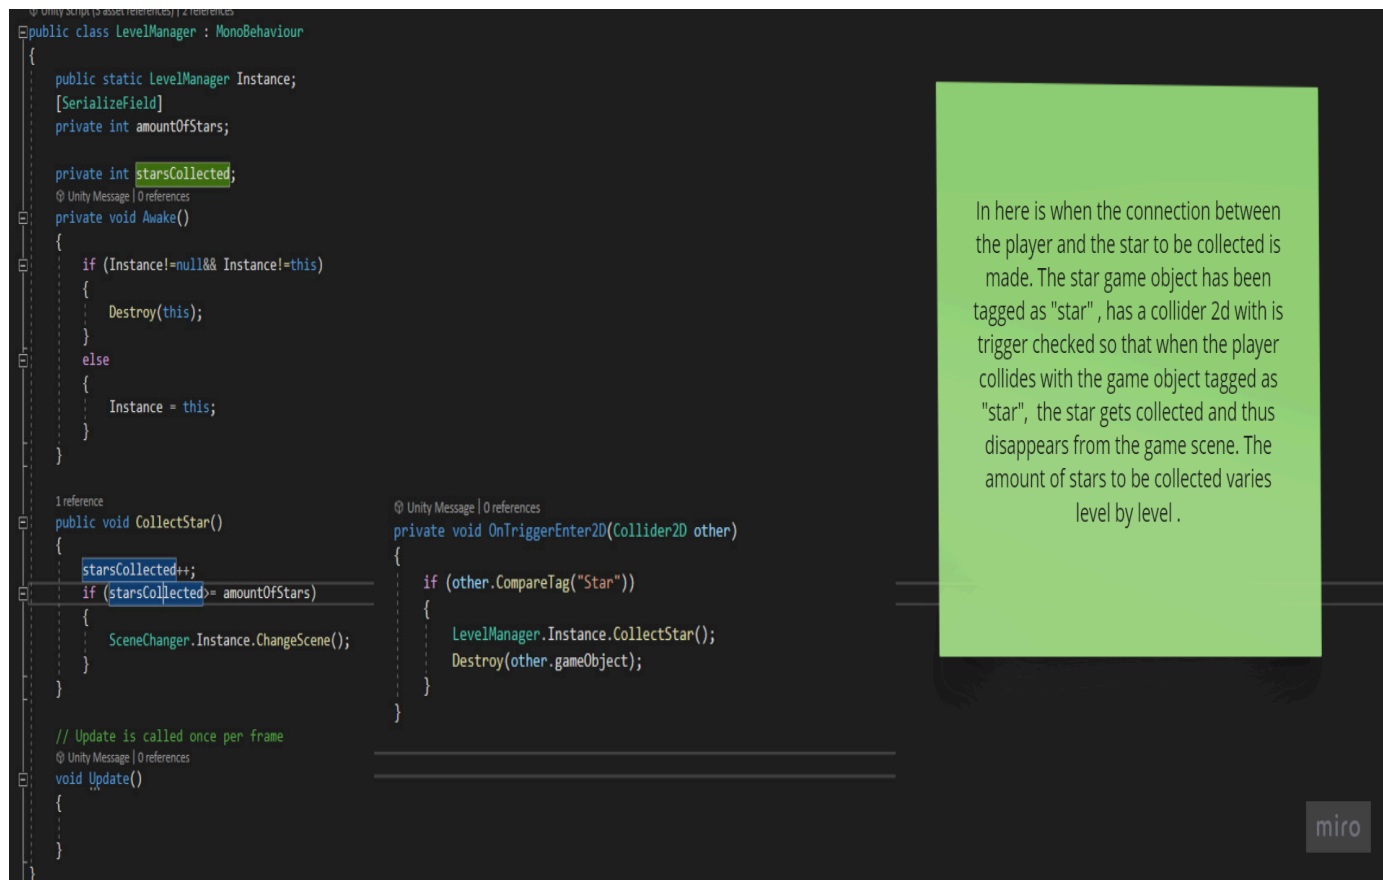 Unity Script (3 asset references) | 2 references
public class LevelManager : MonoBehaviour
{
public static LevelManager Instance;
[SerializeField]
private int amountOfStars;
private int starsCollected;
Unity Message | 0 references
private void Awake()
{
if (Instance!=null&& Instance!=this)
{
Destroy(this);
}
else
{
Instance = this;
}
}
1 reference
public void CollectStar()
{
starsCollected++;
if (starsCollected>= amountOfStars)
{
SceneChanger.Instance.ChangeScene();
}
}
// Update is called once per frame
Unity Message | 0 references
void Update()
{
}
}
Unity Message | 0 references
private void OnTriggerEnter2D(Collider2D other)
{
if (other.CompareTag("Star"))
{
LevelManager.Instance.CollectStar();
Destroy(other.gameObject);
}
}
In here is when the connection between
the player and the star to be collected is
made. The star game object has been
tagged as "star" , has a collider 2d with is
trigger checked so that when the player
collides with the game object tagged as
"star", the star gets collected and thus
disappears from the game scene. The
amount of stars to be collected varies
level by level .
miro